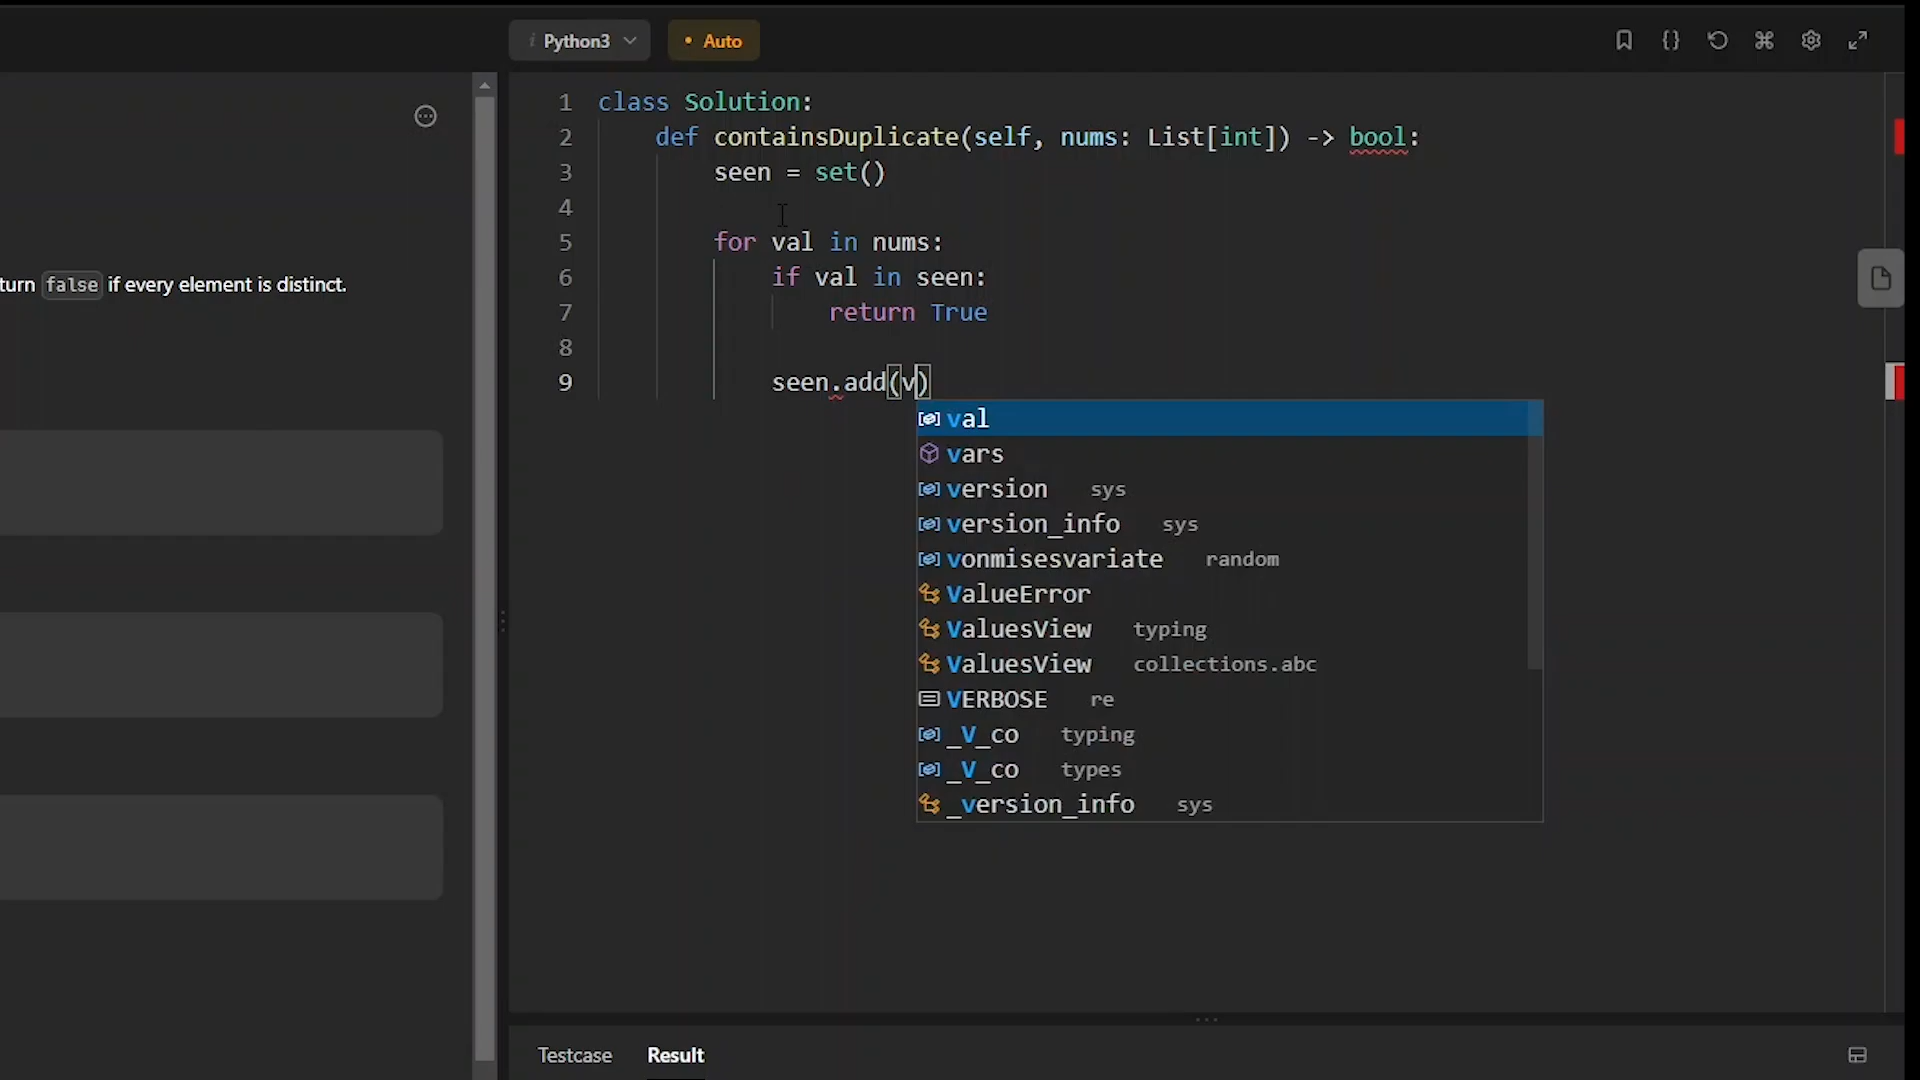 Python3
Auto
turn false if every element is distinct.
1 class Solution:
2 def containsDuplicate(self, nums: List[int]) -> bool:
3 seen = set()
4
5 for val in nums:
6 if val in seen:
7 return True
8
9 seen.add(v)
val
vars
version sys
version_info sys
vonmisesvariate random
ValueError
ValuesView typing
ValuesView collections.abc
VERBOSE re
_V_co typing
_V_co types
_version_info sys
Testcase Result